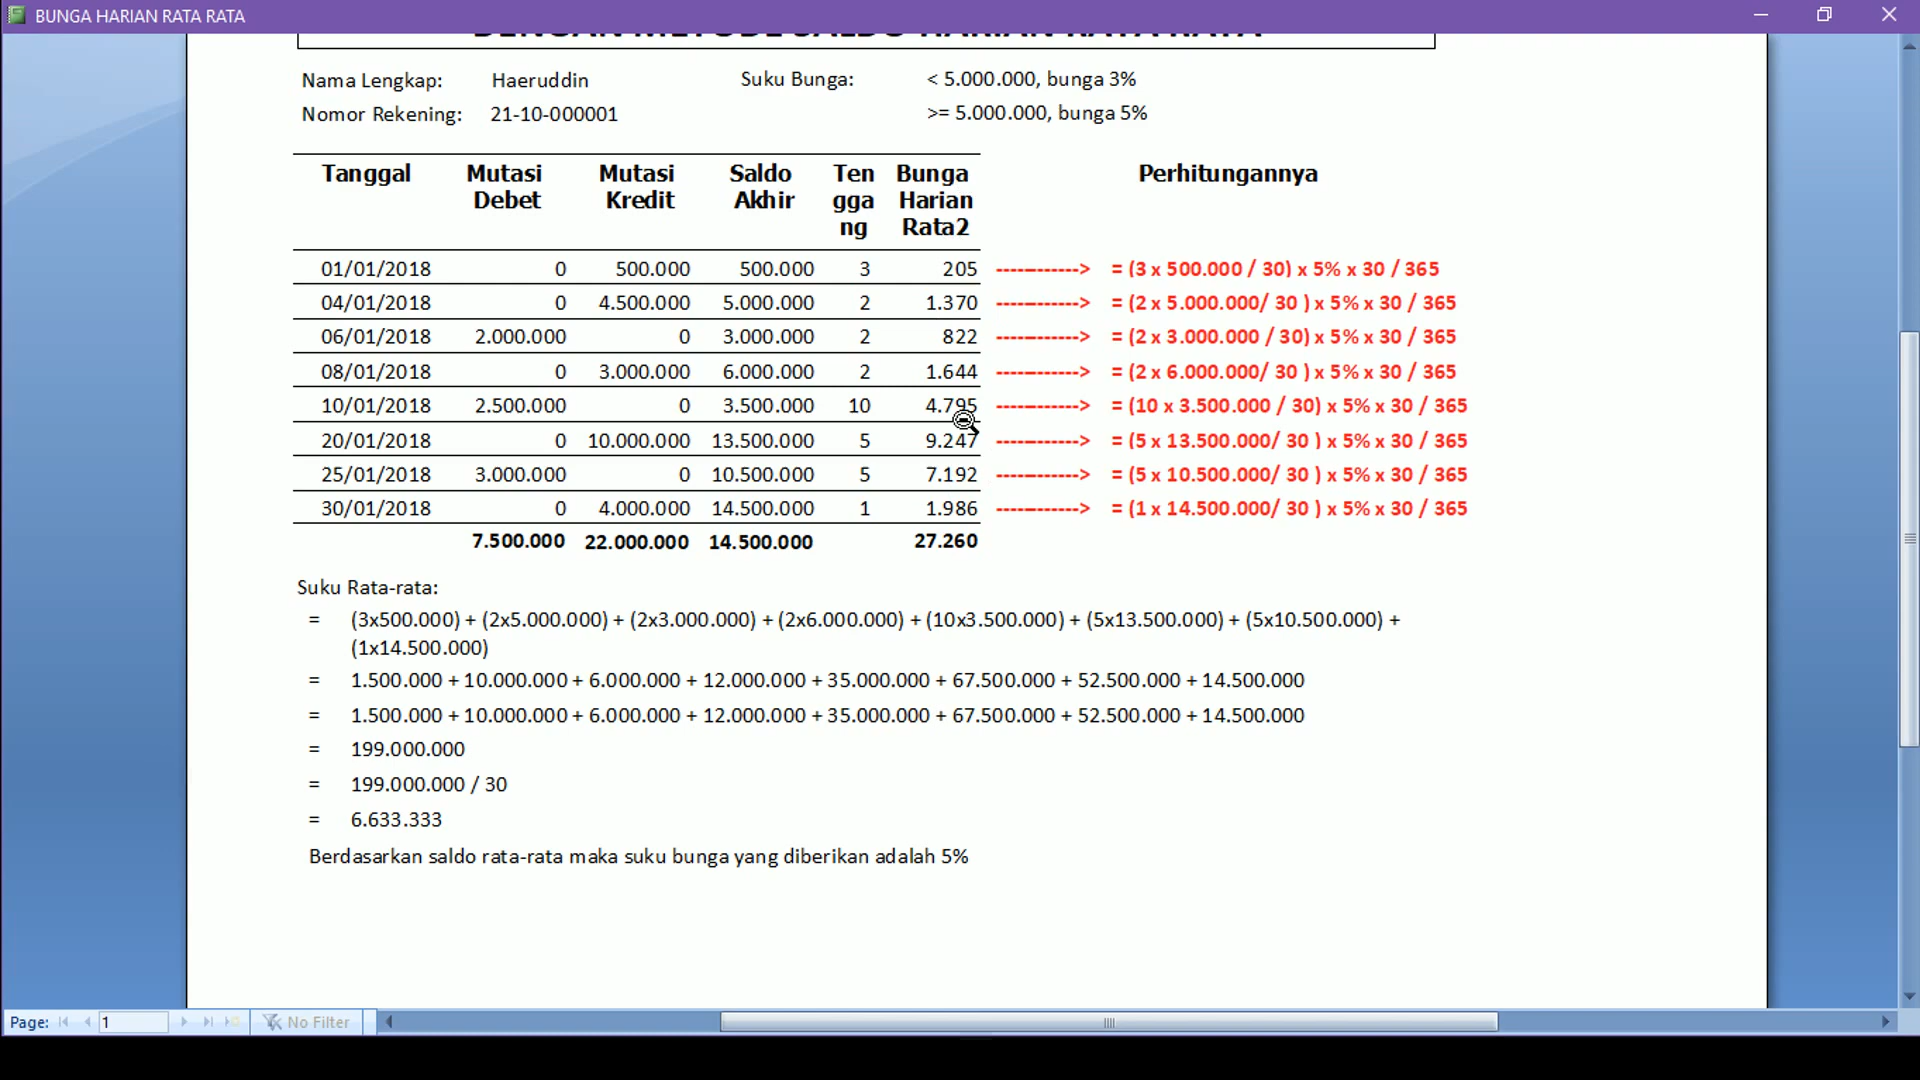 BUNGA HARIAN RATA RATA
DENGAN METODE SALDO HARIAN RATA RATA
Nama Lengkap: Haeruddin Suku Bunga: < 5.000.000, bunga 3%
Nomor Rekening: 21-10-000001 >= 5.000.000, bunga 5%
Tanggal Mutasi Debet Mutasi Kredit Saldo Akhir Ten gga ng Bunga Harian Rata2 Perhitungannya
01/01/2018 0 500.000 500.000 3 205 ------------> = (3 x 500.000 / 30) x 5% x 30 / 365
04/01/2018 0 4.500.000 5.000.000 2 1.370 ------------> = (2 x 5.000.000/ 30 ) x 5% x 30 / 365
06/01/2018 2.000.000 0 3.000.000 2 822 ------------> = (2 x 3.000.000 / 30) x 5% x 30 / 365
08/01/2018 0 3.000.000 6.000.000 2 1.644 ------------> = (2 x 6.000.000/ 30 ) x 5% x 30 / 365
10/01/2018 2.500.000 0 3.500.000 10 4.795 ------------> = (10 x 3.500.000 / 30) x 5% x 30 / 365
20/01/2018 0 10.000.000 13.500.000 5 9.247 ------------> = (5 x 13.500.000/ 30 ) x 5% x 30 / 365
25/01/2018 3.000.000 0 10.500.000 5 7.192 ------------> = (5 x 10.500.000/ 30 ) x 5% x 30 / 365
30/01/2018 0 4.000.000 14.500.000 1 1.986 ------------> = (1 x 14.500.000/ 30 ) x 5% x 30 / 365
7.500.000 22.000.000 14.500.000 27.260
Suku Rata-rata:
= (3x500.000) + (2x5.000.000) + (2x3.000.000) + (2x6.000.000) + (10x3.500.000) + (5x13.500.000) + (5x10.500.000) +
(1x14.500.000)
= 1.500.000 + 10.000.000 + 6.000.000 + 12.000.000 + 35.000.000 + 67.500.000 + 52.500.000 + 14.500.000
= 1.500.000 + 10.000.000 + 6.000.000 + 12.000.000 + 35.000.000 + 67.500.000 + 52.500.000 + 14.500.000
= 199.000.000
= 199.000.000 / 30
= 6.633.333
Berdasarkan saldo rata-rata maka suku bunga yang diberikan adalah 5%
Page: 1 No Filter